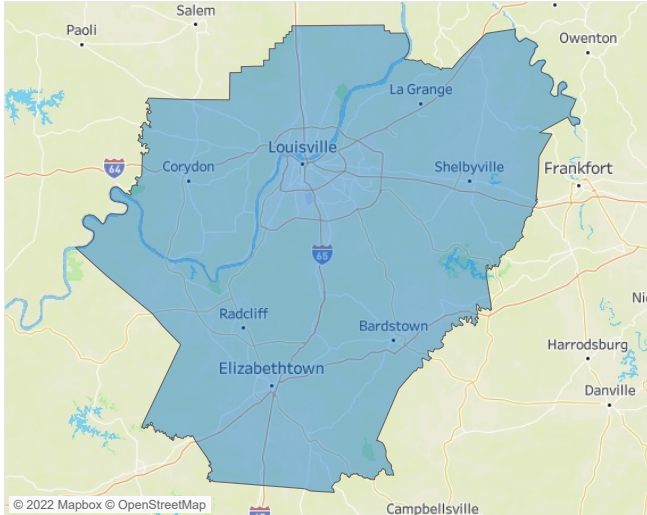 Salem
Paoli
Owenton
La Grange
Louisville
64
Corydon
Shelbyville
Frankfort
65
Radcliff
Bardstown
Harrodsburg
Elizabethtown
Danville
© 2022 Mapbox © OpenStreetMap
Campbellsville